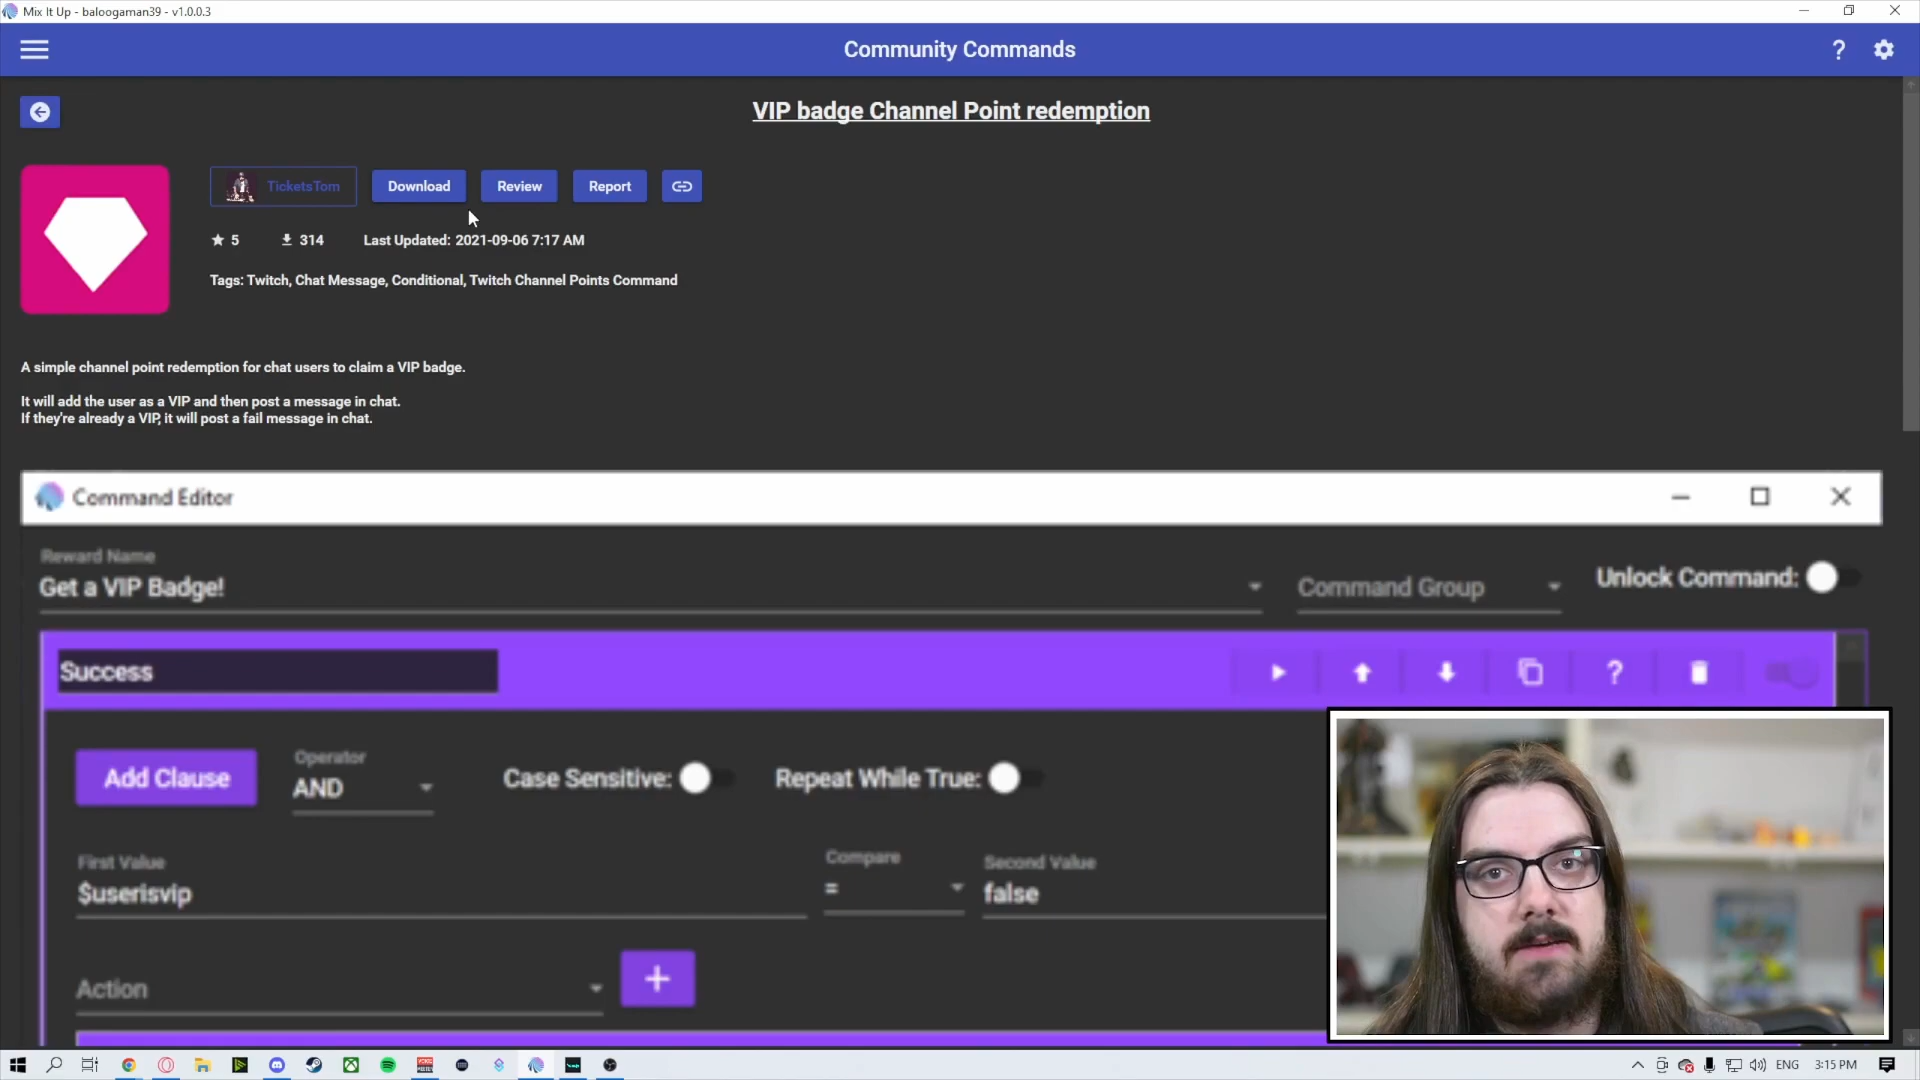 Mix It Up - baloogaman39 - v1.0.0.3
Community Commands
?
VIP badge Channel Point redemption
TicketsTom
Download
Review
Report
5
314
Last Updated: 2021-09-06 7:17 AM
Tags: Twitch, Chat Message, Conditional, Twitch Channel Points Command
A simple channel point redemption for chat users to claim a VIP badge.
It will add the user as a VIP and then post a message in chat.
If they're already a VIP, it will post a fail message in chat.
Command Editor
Reward Name
Get a VIP Badge!
Command Group
Unlock Command:
Success
?
Add Clause
Operator
AND
Case Sensitive:
Repeat While True:
First Value
$userisvip
Compare
=
Second Value
false
Action
+
ENG
3:15 PM